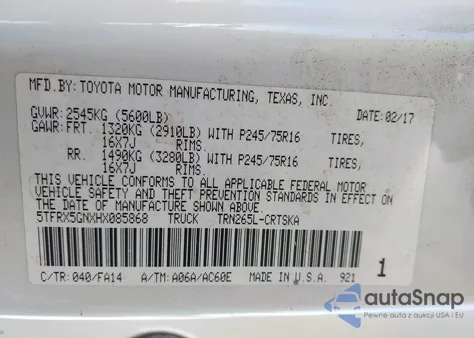 MFD.BY: TOYOTA MOTOR MANUFACTURING, TEXAS, INC.
GVWR: 2545KG (5600LB) DATE: 02/17
GAWR: FRT. 1320KG (2910LB) WITH P245/75R16 TIRES,
16X7J RIMS.
RR. 1490KG (3280LB) WITH P245/75R16 TIRES,
16X7J RIMS.
THIS VEHICLE CONFORMS TO ALL APPLICABLE FEDERAL MOTOR
VEHICLE SAFETY AND THEFT PREVENTION STANDARDS IN EFFECT ON THE
DATE OF MANUFACTURE SHOWN ABOVE.
5TFRX5GNXHX085868 TRUCK TRN265L-CRTSKA
C/TR: 040/FA14 A/TM: A06A/AC60E MADE IN U.S.A. 921 1
autoSnap
Pewne auta z aukcji USA i EU